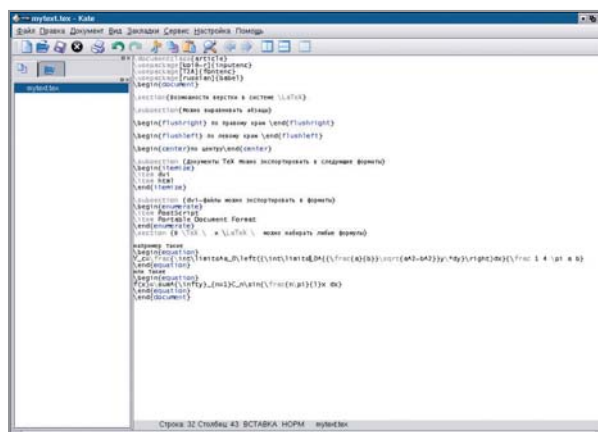 mytext.tex - Kate
Файл Правка Документ Вид Закладки Сервис Настройка Помощь
mytext.tex
\documentclass{article}
\usepackage[koi8-r]{inputenc}
\usepackage[T2A]{fontenc}
\usepackage[russian]{babel}
\begin{document}
\section{Возможности верстки в системе \LaTeX}
\subsection{Можно выравнивать абзацы}
\begin{flushright} по правому краю \end{flushright}
\begin{flushleft} по левому краю \end{flushleft}
\begin{center}по центру\end{center}
\subsection {Документы TeX можно экспортировать в следующие форматы}
\begin{itemize}
\item dvi
\item html
\end{itemize}
\subsection {dvi-файлы можно экспортировать в форматы}
\begin{enumerate}
\item PostScript
\item Portable Document Format
\end{enumerate}
\section {В \TeX \ и \LaTeX \ можно набирать любые формулы}
например такие
\begin{equation}
\end{equation}
или такие
\begin{equation}
\end{equation}
\end{document}
Строка: 32 Столбец: 43 ВСТАВКА НОРМ mytext.tex